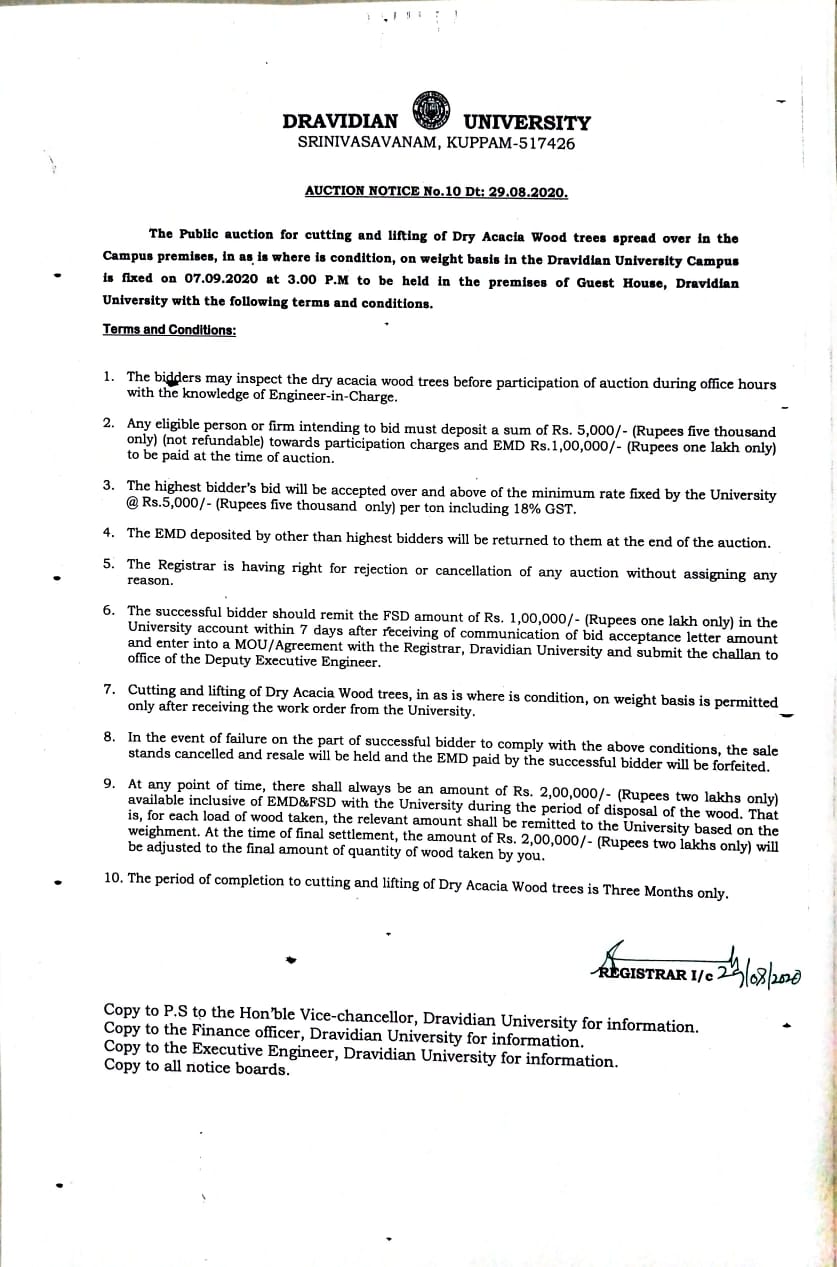 DRAVIDIAN UNIVERSITY
SRINIVASAVANAM, KUPPAM-517426
AUCTION NOTICE No.10 Dt: 29.08.2020.
The Public auction for cutting and lifting of Dry Acacia Wood trees spread over in the
Campus premises, in as is where is condition, on weight basis in the Dravidian University Campus
is fixed on 07.09.2020 at 3.00 P.M to be held in the premises of Guest House, Dravidian
University with the following terms and conditions.
Terms and Conditions:
1. The bidders may inspect the dry acacia wood trees before participation of auction during office hours
with the knowledge of Engineer-in-Charge.
2. Any eligible person or firm intending to bid must deposit a sum of Rs. 5,000/- (Rupees five thousand
only) (not refundable) towards participation charges and EMD Rs.1,00,000/- (Rupees one lakh only)
to be paid at the time of auction.
3. The highest bidder's bid will be accepted over and above of the minimum rate fixed by the University
@ Rs.5,000/- (Rupees five thousand only) per ton including 18% GST.
4. The EMD deposited by other than highest bidders will be returned to them at the end of the auction.
5. The Registrar is having right for rejection or cancellation of any auction without assigning any
reason.
6. The successful bidder should remit the FSD amount of Rs. 1,00,000/- (Rupees one lakh only) in the
University account within 7 days after receiving of communication of bid acceptance letter amount
and enter into a MOU/Agreement with the Registrar, Dravidian University and submit the challan to
office of the Deputy Executive Engineer.
7. Cutting and lifting of Dry Acacia Wood trees, in as is where is condition, on weight basis is permitted
only after receiving the work order from the University.
8. In the event of failure on the part of successful bidder to comply with the above conditions, the sale
stands cancelled and resale will be held and the EMD paid by the successful bidder will be forfeited.
9. At any point of time, there shall always be an amount of Rs. 2,00,000/- (Rupees two lakhs only)
available inclusive of EMD&FSD with the University during the period of disposal of the wood. That
is, for each load of wood taken, the relevant amount shall be remitted to the University based on the
weighment. At the time of final settlement, the amount of Rs. 2,00,000/- (Rupees two lakhs only) will
be adjusted to the final amount of quantity of wood taken by you.
10. The period of completion to cutting and lifting of Dry Acacia Wood trees is Three Months only.
REGISTRAR I/c 29/08/2020
Copy to P.S to the Hon'ble Vice-chancellor, Dravidian University for information.
Copy to the Finance officer, Dravidian University for information.
Copy to the Executive Engineer, Dravidian University for information.
Copy to all notice boards.